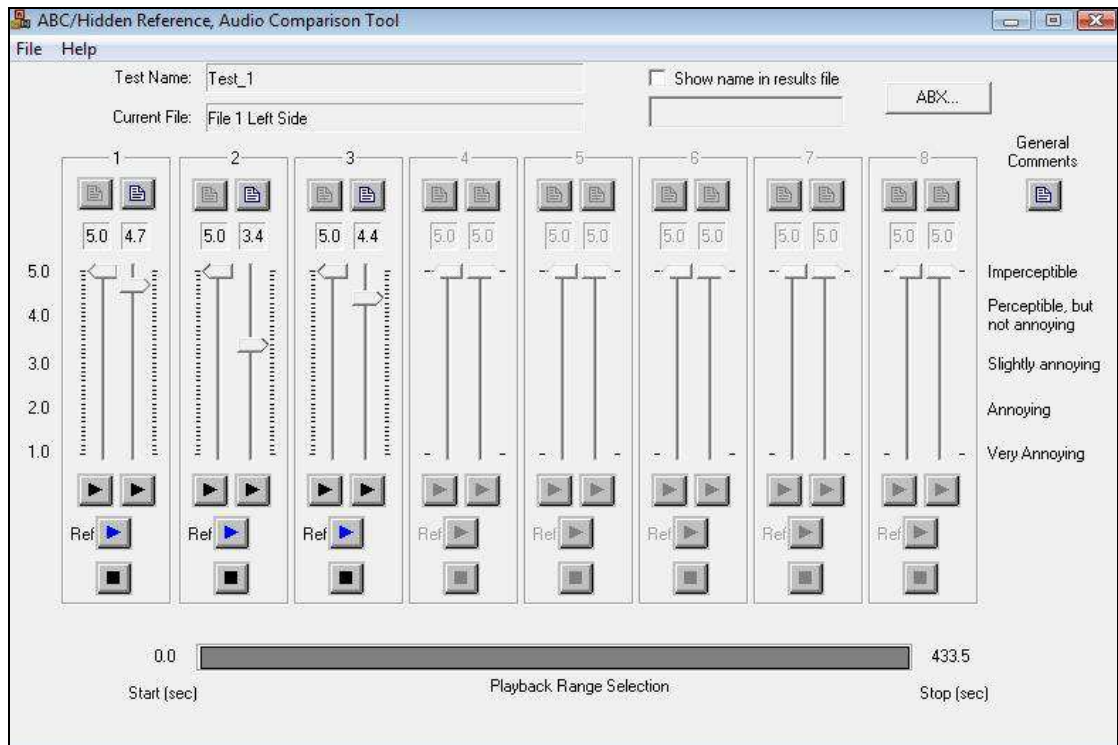 ABC/Hidden Reference, Audio Comparison Tool
File Help
Test Name: Test_1
Show name in results file
ABX...
Current File: File 1 Left Side
General
Comments
1 2 3 4 5 6 7 8
5.0 4.7 5.0 3.4 5.0 4.4 5.0 5.0 5.0 5.0 5.0 5.0 5.0 5.0 5.0 5.0
5.0 Imperceptible
4.0 Perceptible, but
not annoying
3.0 Slightly annoying
2.0 Annoying
1.0 Very Annoying
Ref Ref Ref Ref Ref Ref Ref Ref
0.0 433.5
Start (sec) Playback Range Selection Stop (sec)